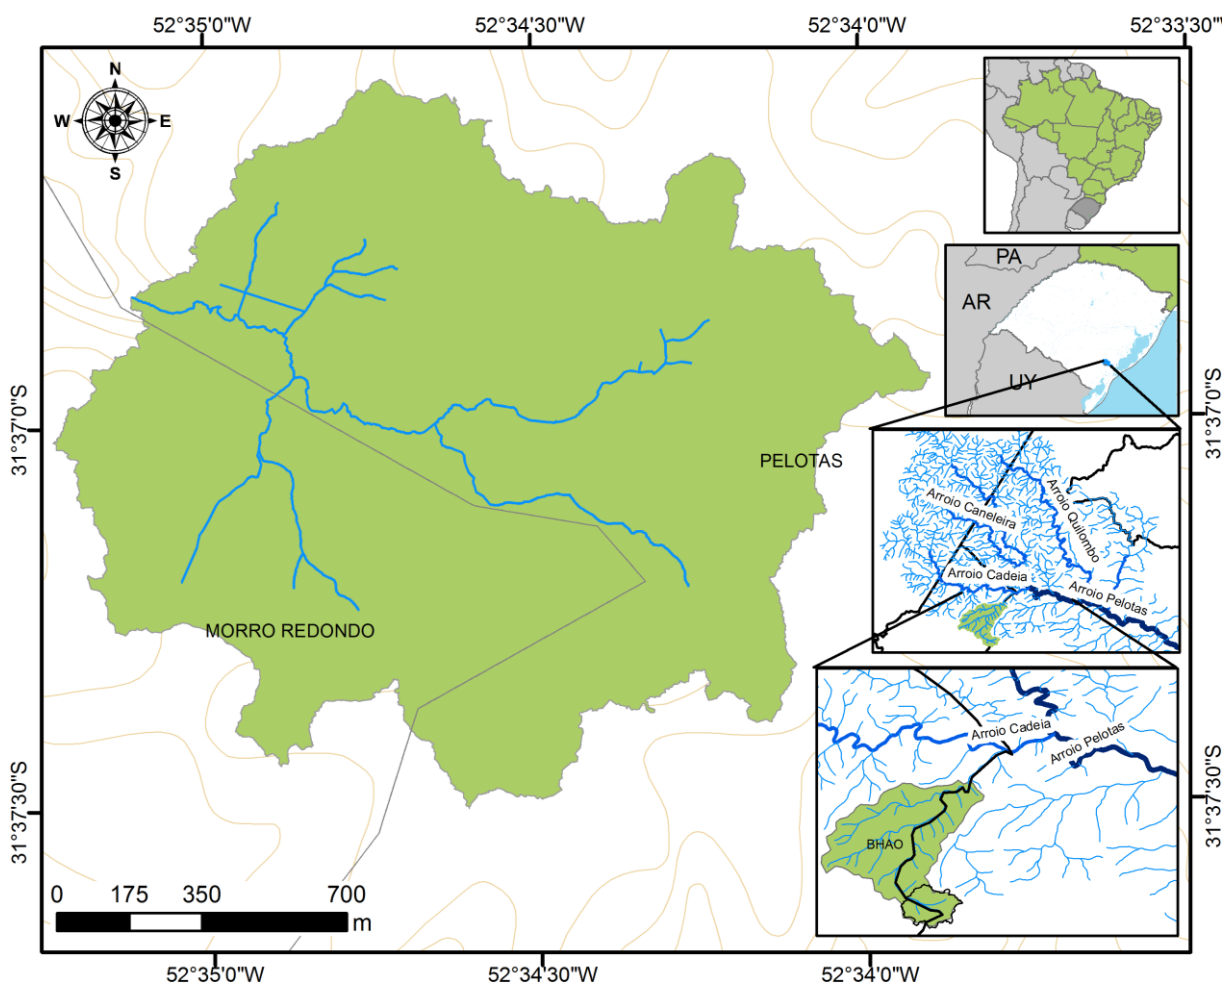 52°35'0"W 52°34'30"W 52°34'0"W 52°33'30"W
N
W E
S
PA
AR
UY
31°37'0"S 31°37'0"S
PELOTAS
Arroio Caneleira
Arroio Quilombo
Arroio Cadeia
Arroio Pelotas
MORRO REDONDO
Arroio Cadeia
Arroio Pelotas
31°37'30"S 31°37'30"S
BHAO
0 175 350 700
m
52°35'0"W 52°34'30"W 52°34'0"W